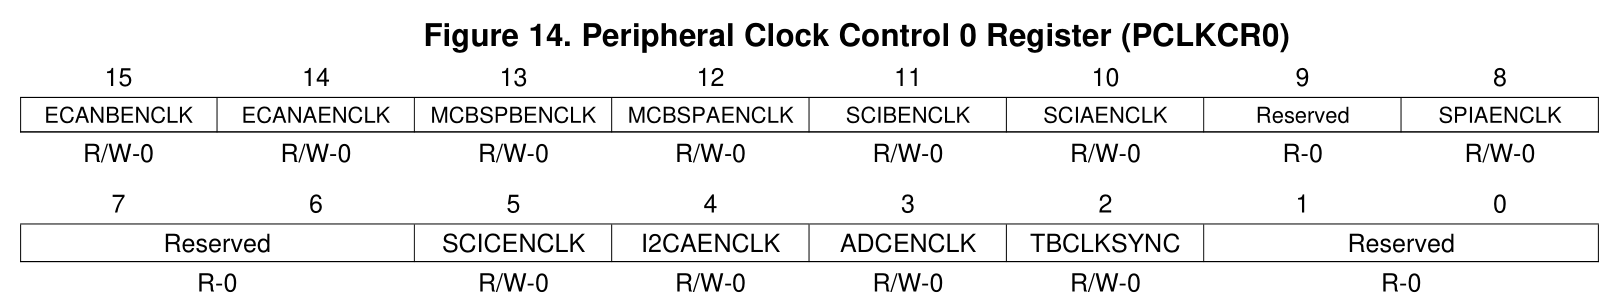 Figure 14. Peripheral Clock Control 0 Register (PCLKCR0)
15 14 13 12 11 10 9 8
ECANBENCLK ECANAENCLK MCBSPBENCLK MCBSPAENCLK SCIBENCLK SCIAENCLK Reserved SPIAENCLK
R/W-0 R/W-0 R/W-0 R/W-0 R/W-0 R/W-0 R-0 R/W-0
7 6 5 4 3 2 1 0
Reserved SCICENCLK I2CAENCLK ADCENCLK TBCLKSYNC Reserved
R-0 R/W-0 R/W-0 R/W-0 R/W-0 R-0